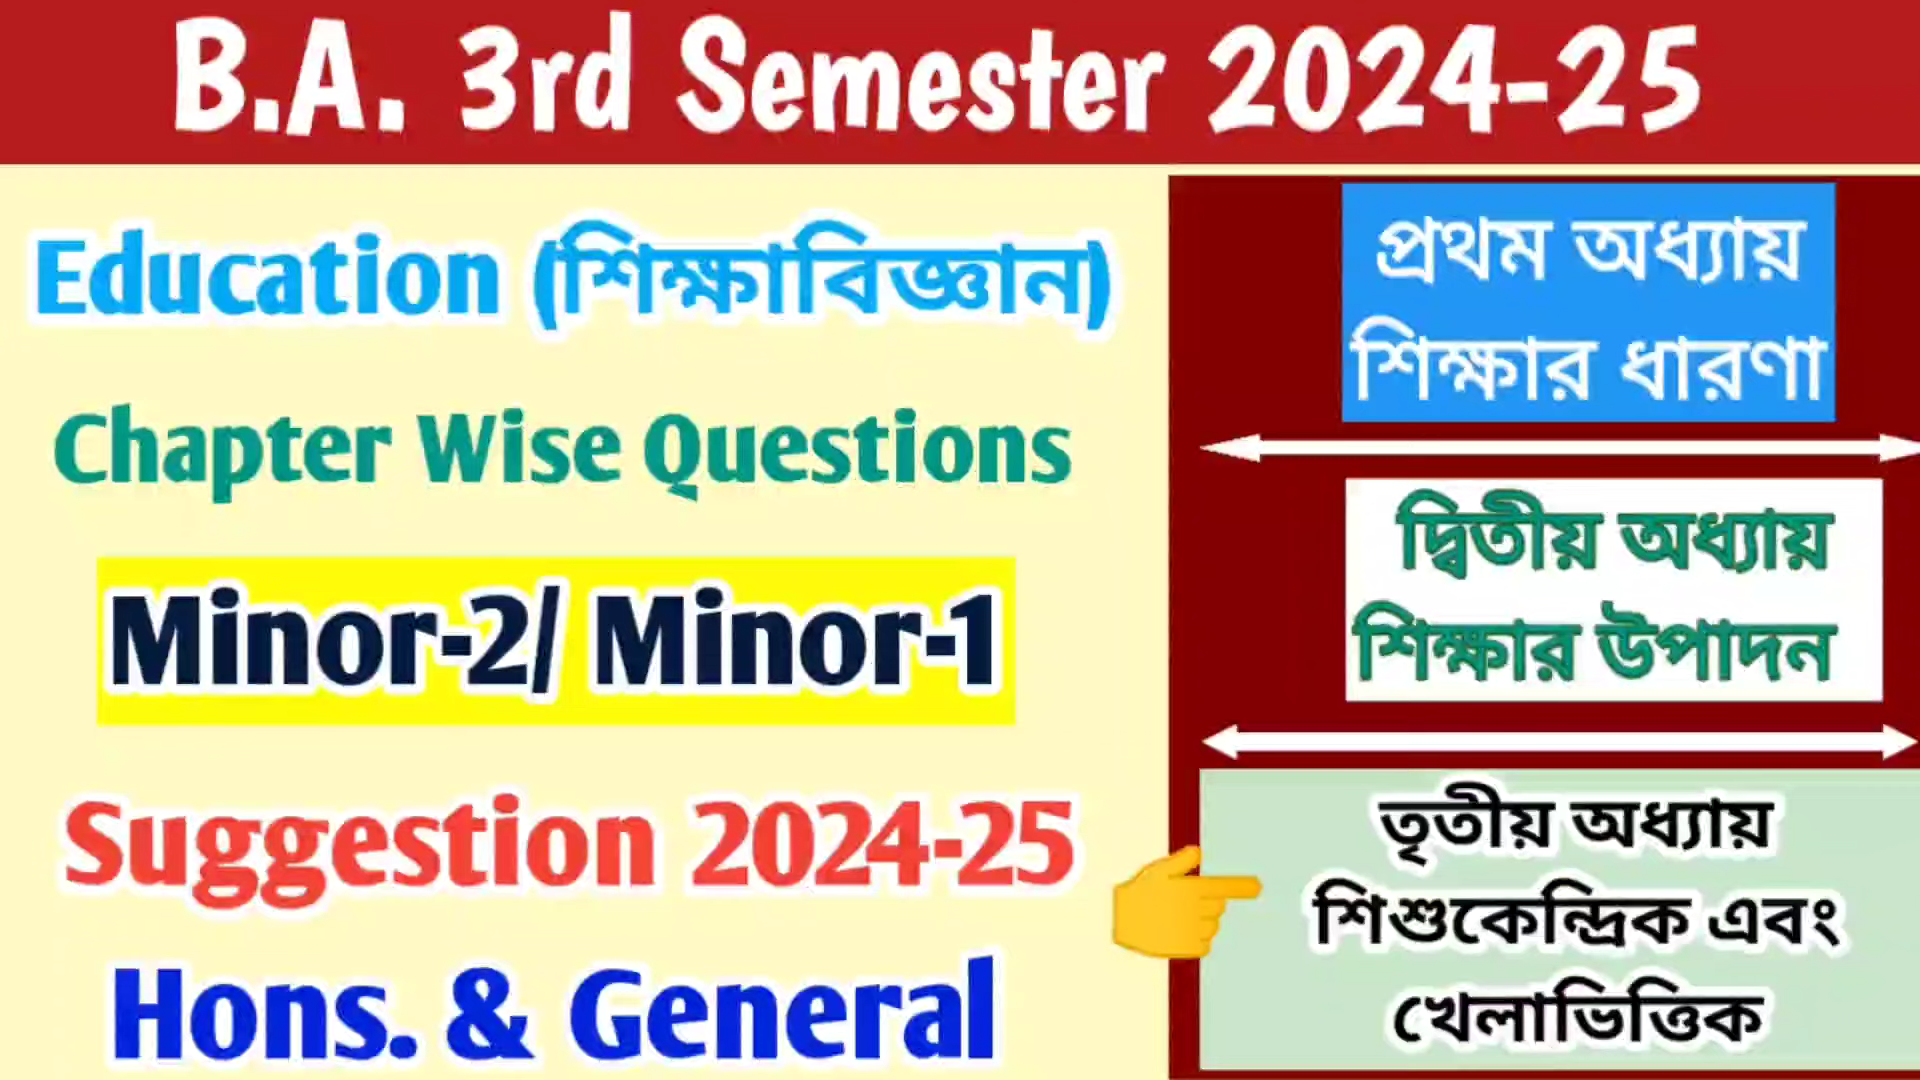 B.A. 3rd Semester 2024-25
Education (শিক্ষাবিজ্ঞান)
Chapter Wise Questions
Minor-2/ Minor-1
Suggestion 2024-25
Hons. & General
প্রথম অধ্যায়
শিক্ষার ধারণা
দ্বিতীয় অধ্যায়
শিক্ষার উপাদন
তৃতীয় অধ্যায়
শিশুকেন্দ্রিক এবং
খেলাভিত্তিক